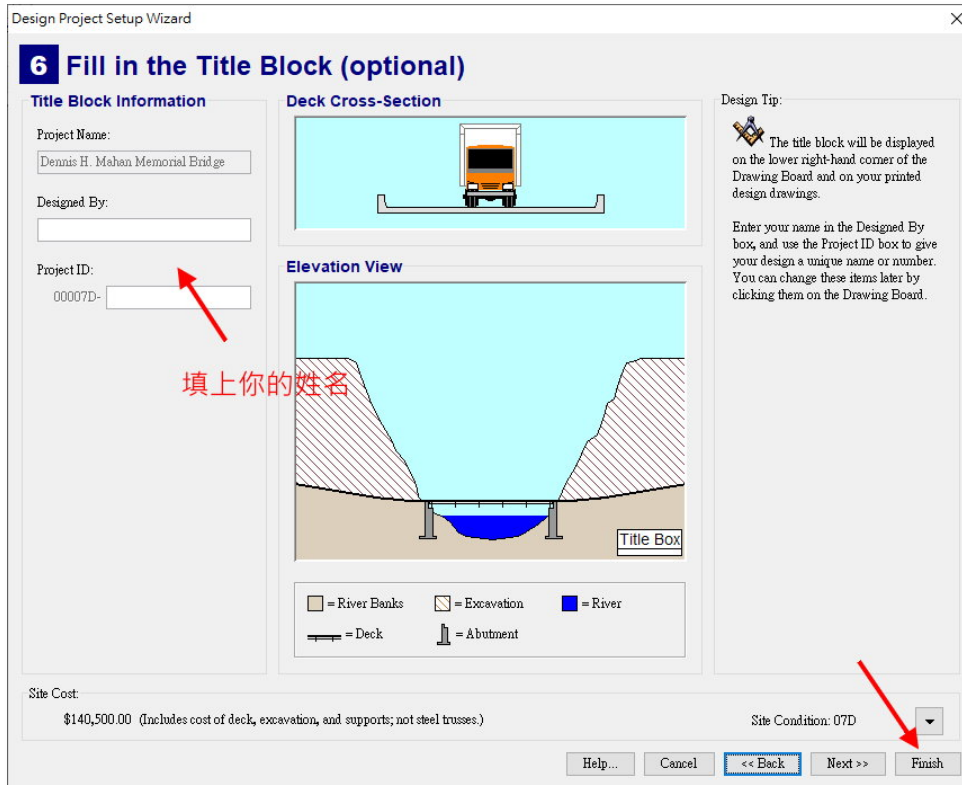 Design Project Setup Wizard
6 Fill in the Title Block (optional)
Title Block Information
Project Name:
Dennis H. Mahan Memorial Bridge
Designed By:
Project ID:
00007D-
填上你的姓名
Deck Cross-Section
Elevation View
Title Box
= River Banks = Excavation = River
= Deck = Abutment
Design Tip:
The title block will be displayed
on the lower right-hand corner of the
Drawing Board and on your printed
design drawings.
Enter your name in the Designed By
box, and use the Project ID box to give
your design a unique name or number.
You can change these items later by
clicking them on the Drawing Board.
Site Cost:
$140,500.00 (Includes cost of deck, excavation, and supports; not steel trusses.)
Site Condition: 07D
Help... Cancel << Back Next >> Finish